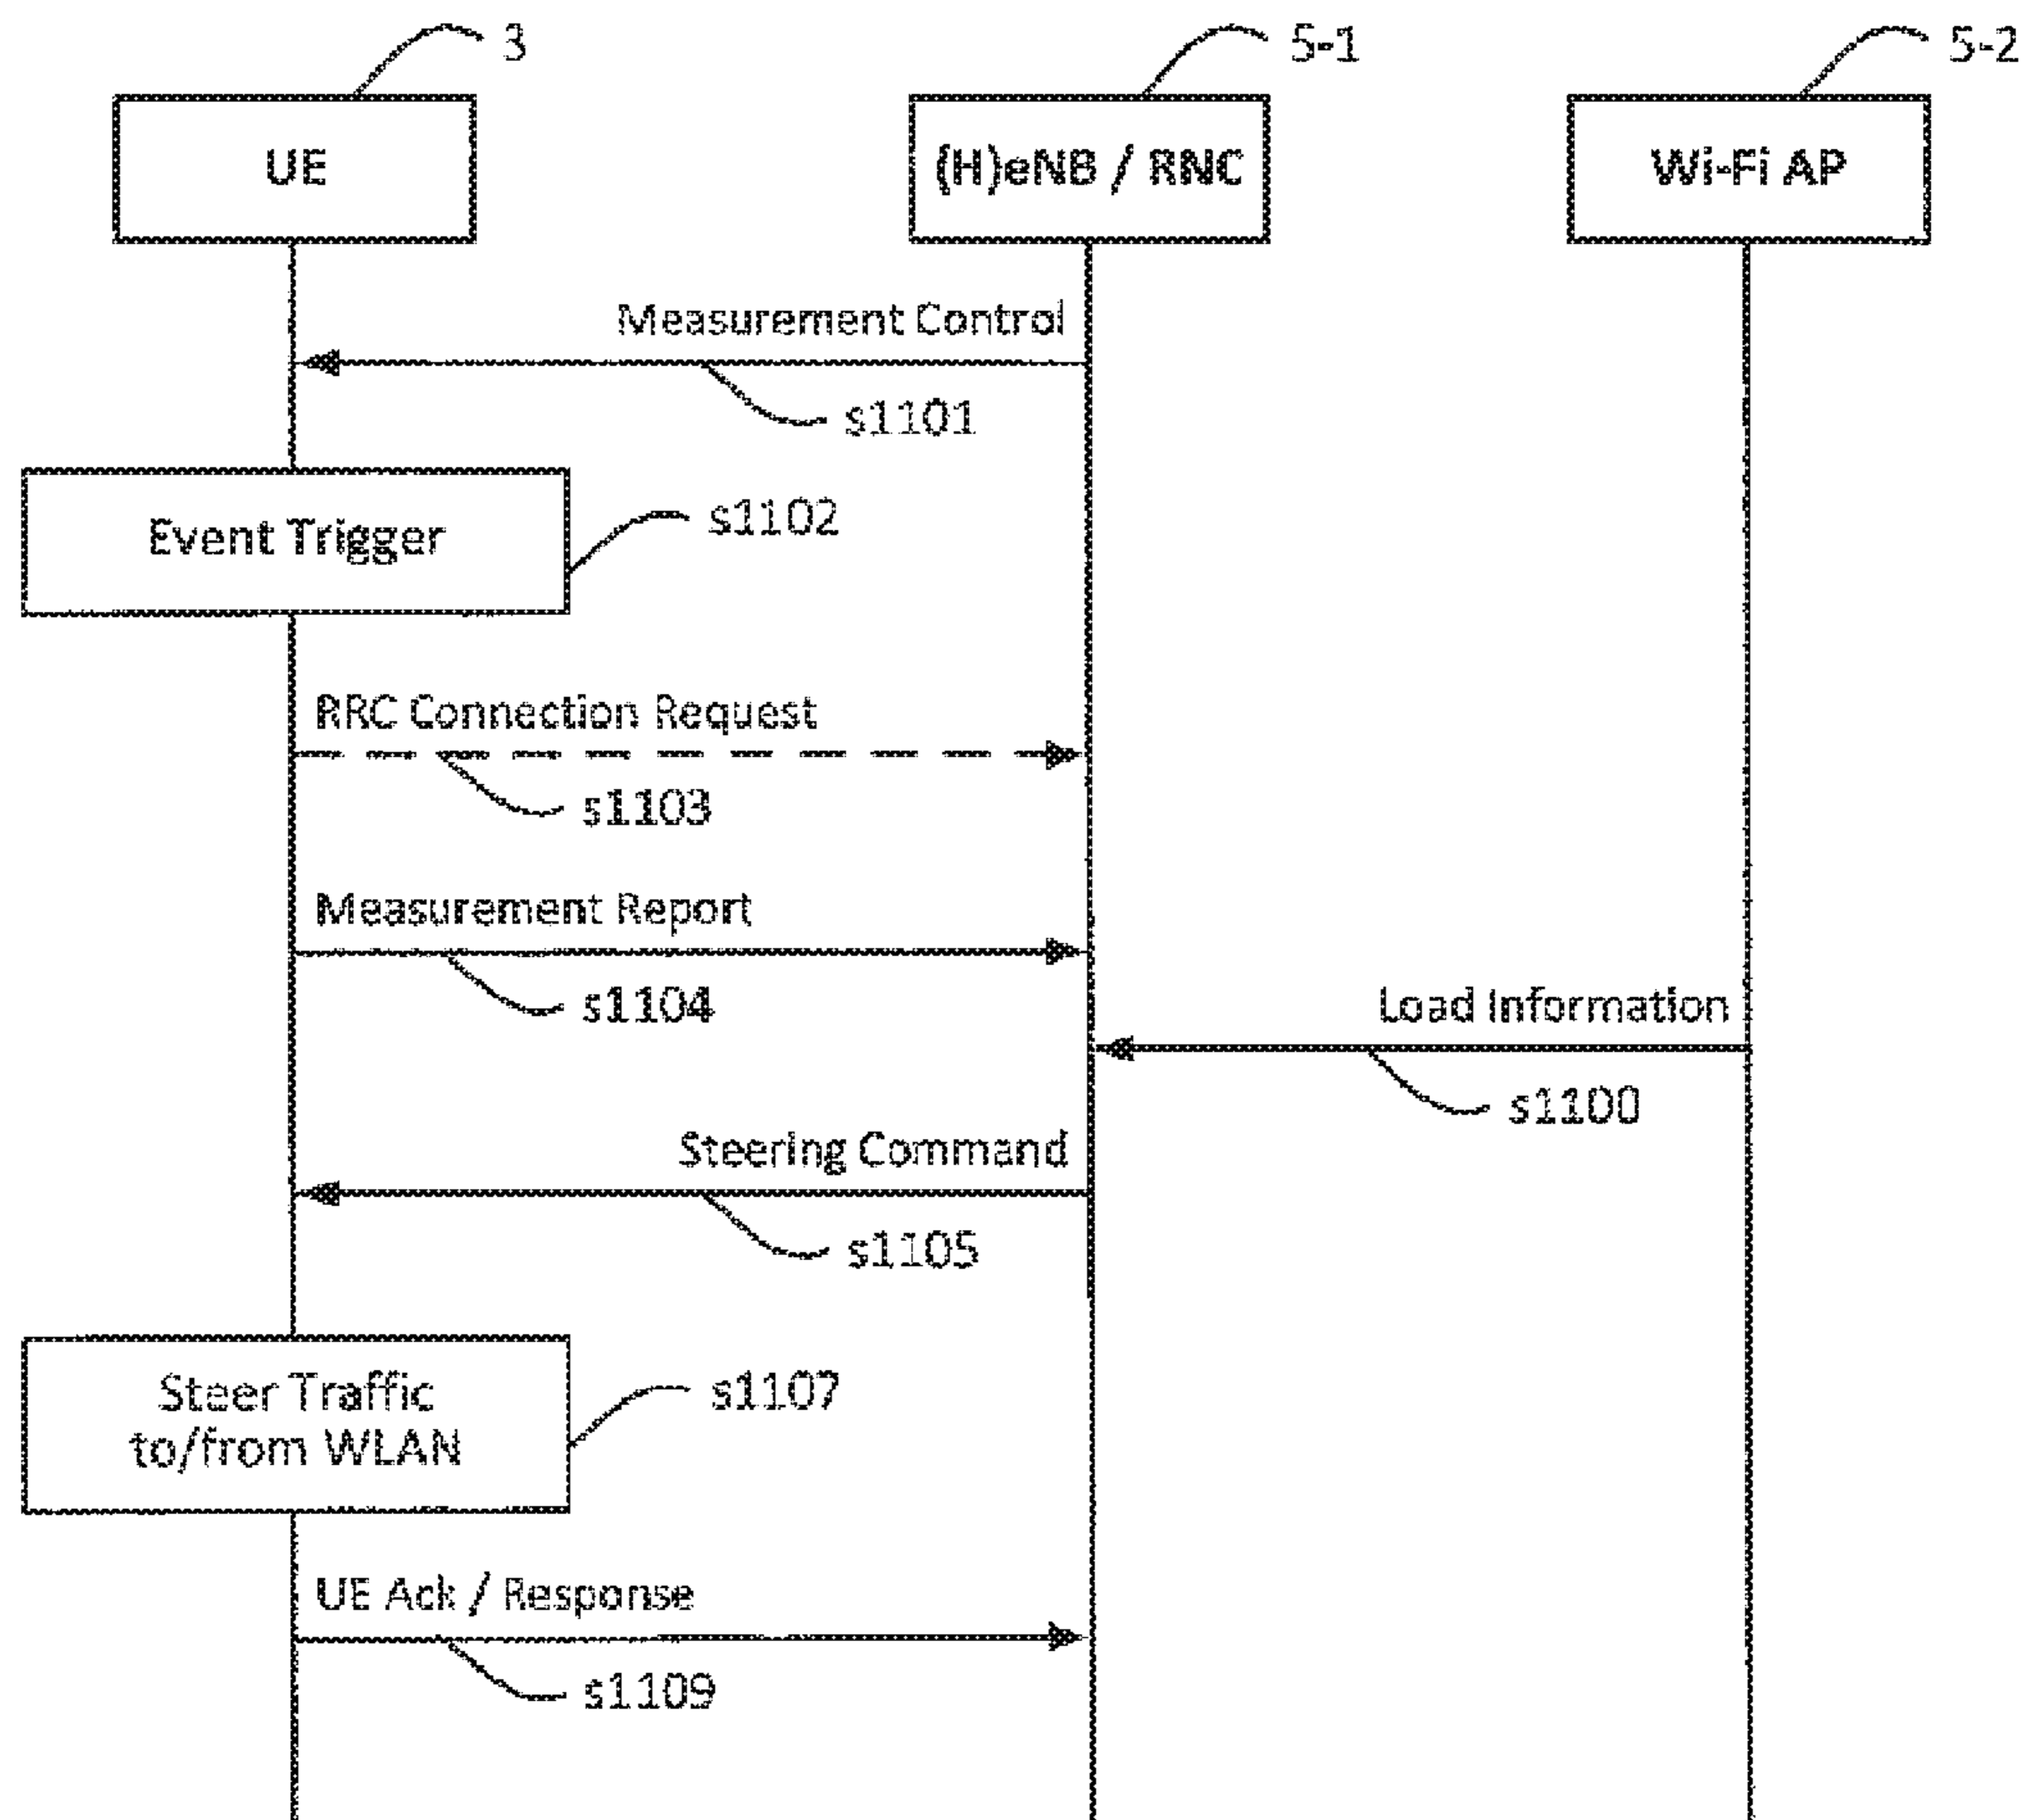 3
5-1
5-2
UE
(H)eNB / RNC
Wi-Fi AP
Measurement Control
s1101
Event Trigger
s1102
RRC Connection Request
s1103
Measurement Report
s1104
Load Information
s1100
Steering Command
s1105
Steer Traffic
to/from WLAN
s1107
UE Ack / Response
s1109